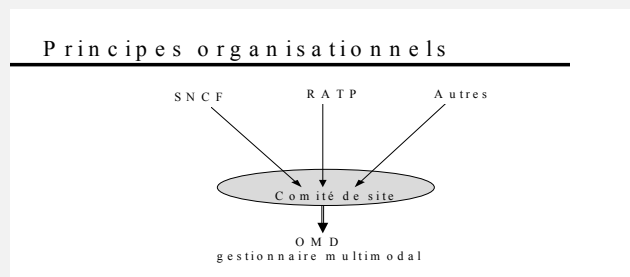 Principes organisationnels
SNCF RATP Autres
Comité de site
OMD
gestionnaire multimodal